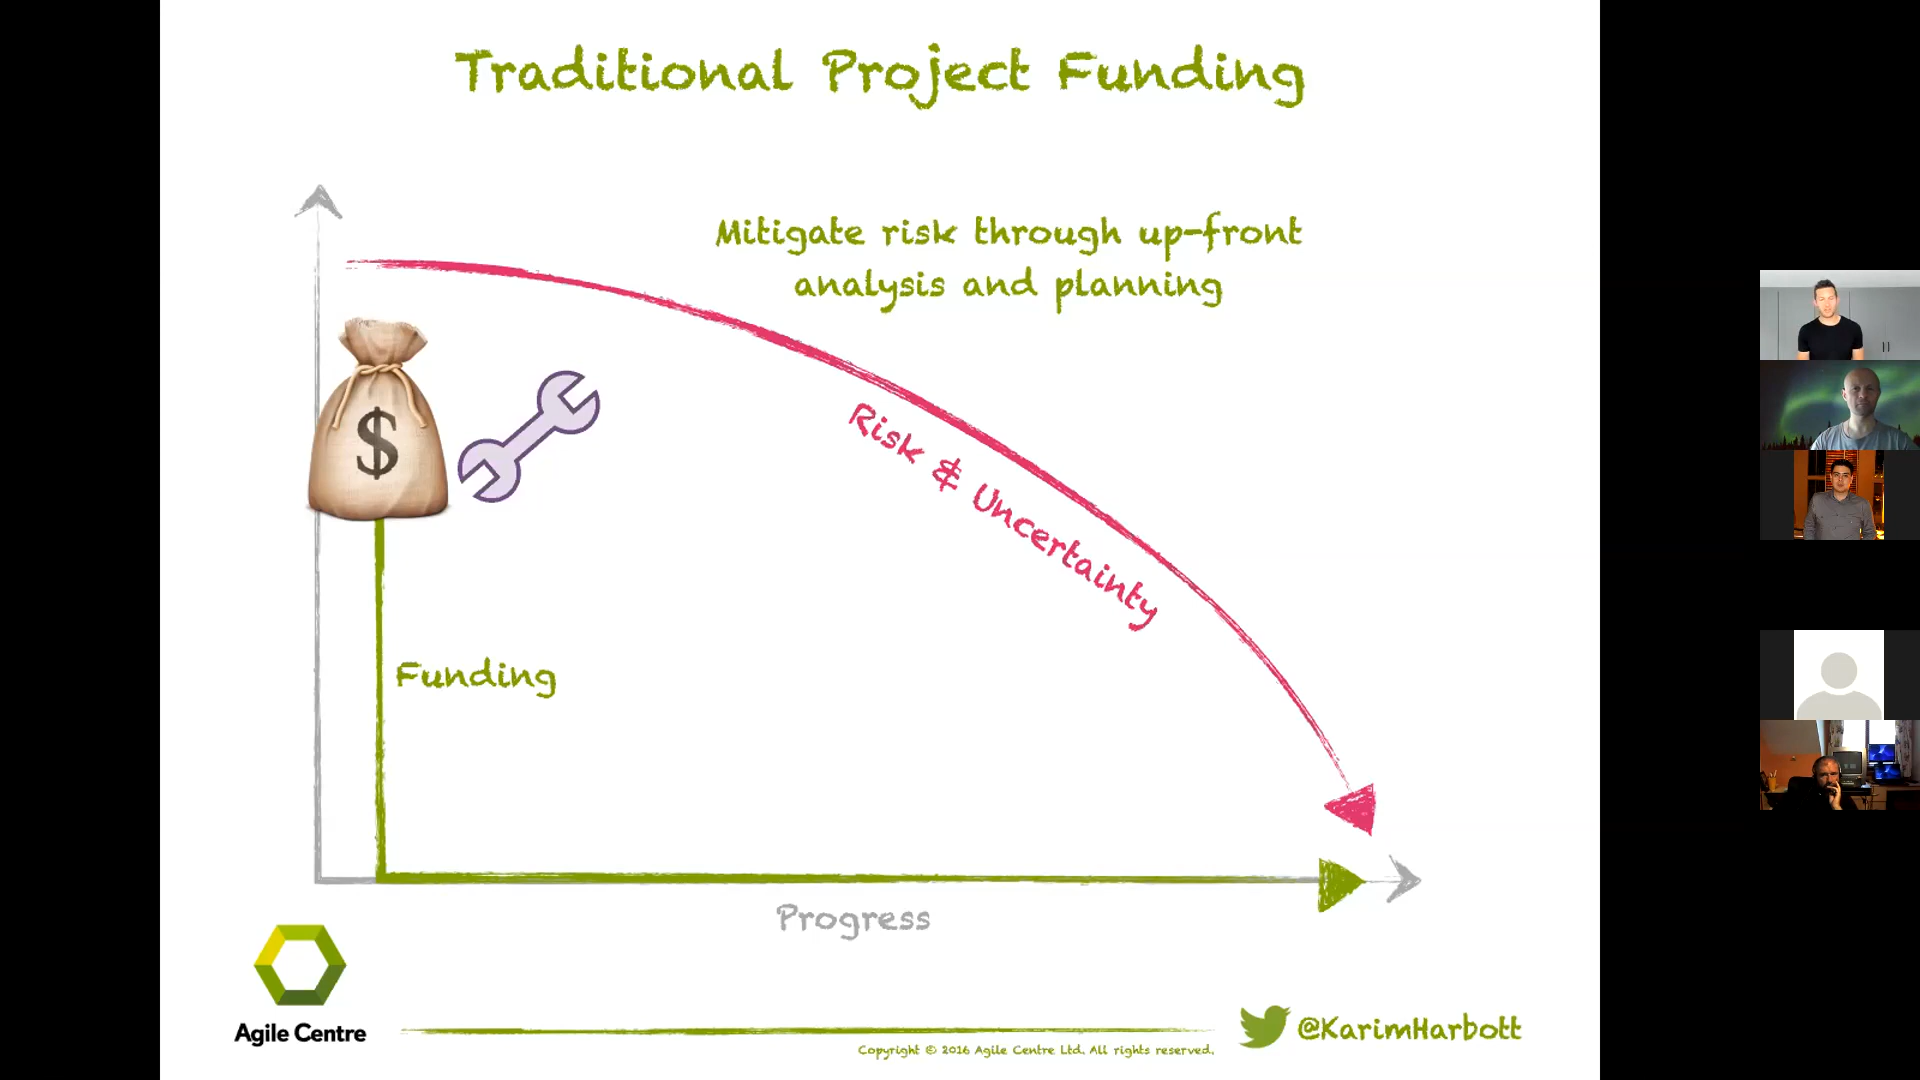 Traditional Project Funding
Mitigate risk through up-front
analysis and planning
$
Risk & Uncertainty
Funding
Progress
Agile Centre
Copyright © 2016 Agile Centre Ltd. All rights reserved.
@KarimHarbott